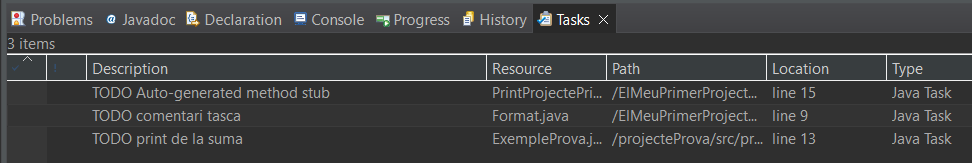 Problems @ Javadoc Declaration Console Progress History Tasks
3 items
Description Resource Path Location Type
TODO Auto-generated method stub PrintProjectePri... /ElMeuPrimerProject... line 15 Java Task
TODO comentari tasca Format.java /ElMeuPrimerProject... line 9 Java Task
TODO print de la suma ExempleProva.j... /projecteProva/src/pr... line 13 Java Task